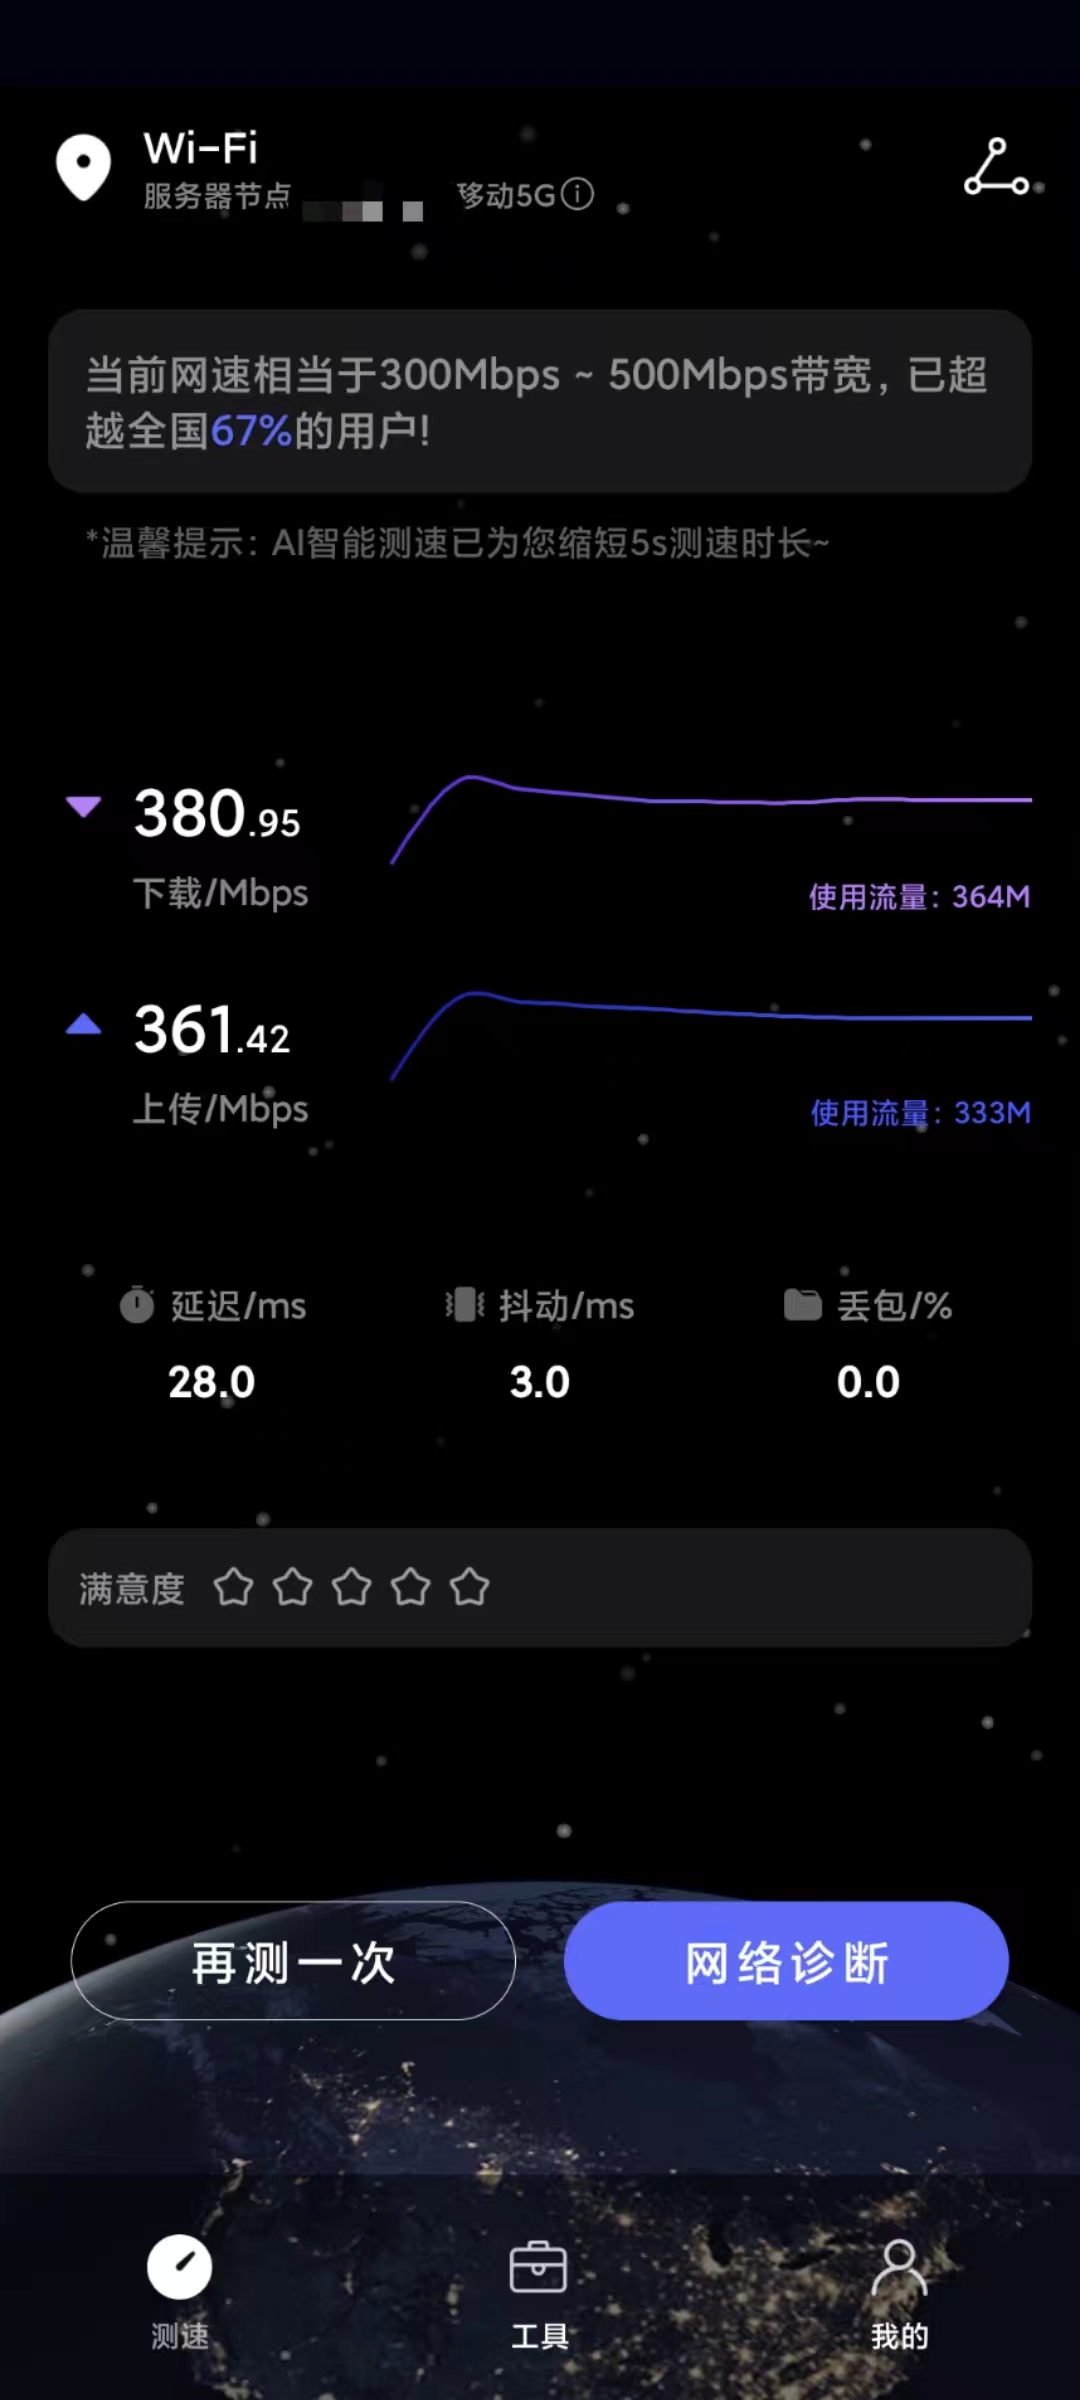 Wi-Fi
服务器节点 移动5G
当前网速相当于300Mbps ~ 500Mbps带宽，已超
越全国67%的用户!
*温馨提示：AI智能测速已为您缩短5s测速时长~
380.95
下载/Mbps
使用流量：364M
361.42
上传/Mbps
使用流量：333M
延迟/ms 抖动/ms 丢包/%
28.0 3.0 0.0
满意度
再测一次 网络诊断
测速 工具 我的